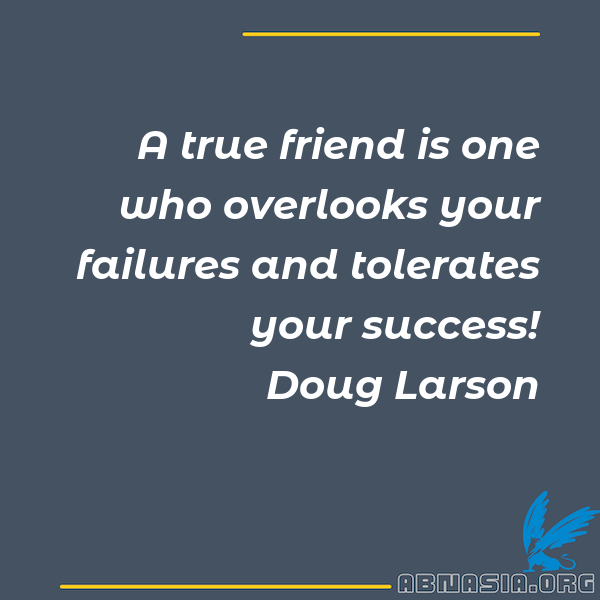 A true friend is one
who overlooks your
failures and tolerates
your success!
Doug Larson
ABNASIA.ORG